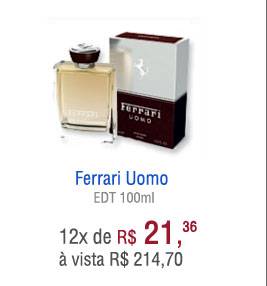 Ferrari
UOMO
Ferrari
UOMO
Ferrari Uomo
EDT 100ml
12x de R$ 21,36
à vista R$ 214,70